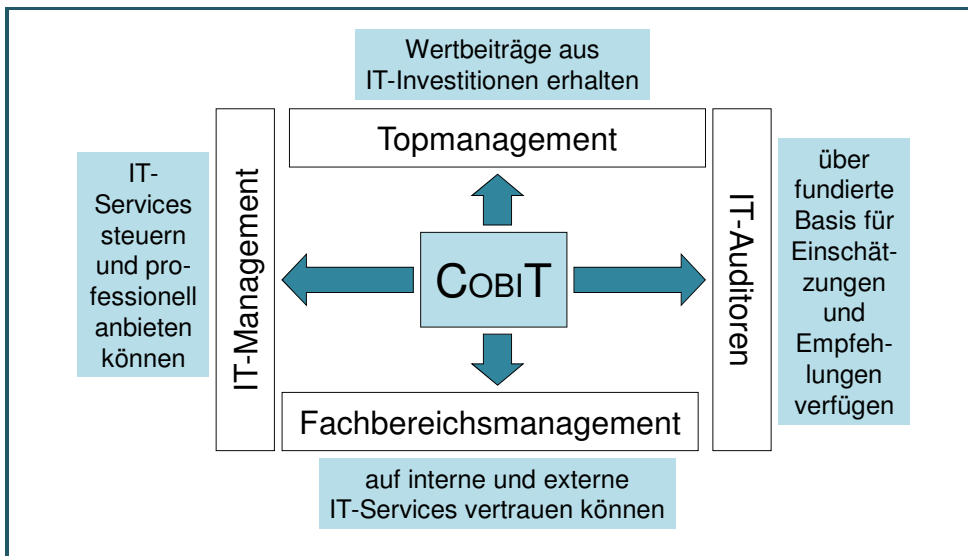 Wertbeiträge aus
IT-Investitionen erhalten
Topmanagement
IT-
Services
steuern
und pro-
fessionell
anbieten
können
IT-Management
COBIT
IT-Auditoren
über
fundierte
Basis für
Einschät-
zungen
und
Empfeh-
lungen
verfügen
Fachbereichsmanagement
auf interne und externe
IT-Services vertrauen können